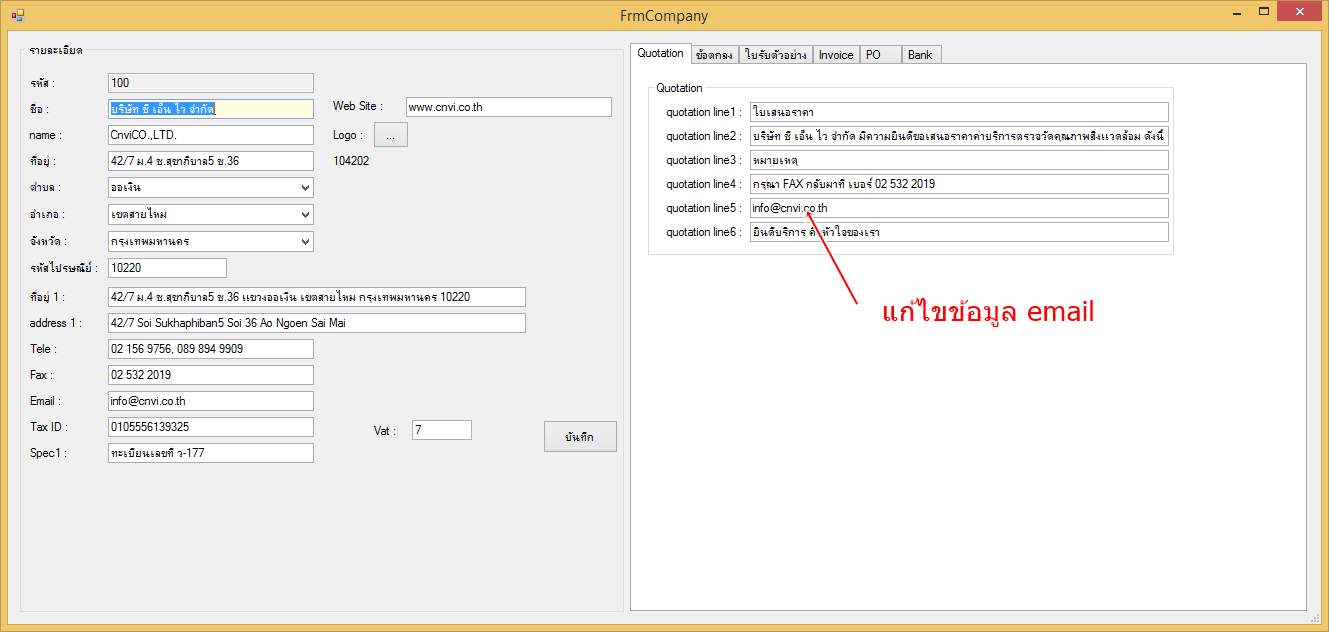 FrmCompany
รายละเอียด
รหัส : 100
ชื่อ : บริษัท ซี เอ็น ไว จำกัด
Web Site : www.cnvi.co.th
name : CnviCO.,LTD.
Logo : ...
ที่อยู่ : 42/7 ม.4 ซ.สุขาภิบาล5 ซ.36
104202
ตำบล : ออเงิน
อำเภอ : เขตสายไหม
จังหวัด : กรุงเทพมหานคร
รหัสไปรษณีย์ : 10220
ที่อยู่ 1 : 42/7 ม.4 ซ.สุขาภิบาล5 ซ.36 แขวงออเงิน เขตสายไหม กรุงเทพมหานคร 10220
address 1 : 42/7 Soi Sukhaphiban5 Soi 36 Ao Ngoen Sai Mai
Tele : 02 156 9756, 089 894 9909
Fax : 02 532 2019
Email : info@cnvi.co.th
Tax ID : 0105556139325
Vat : 7
บันทึก
Spec1 : ทะเบียนเลขที่ ว-177
Quotation ข้อตกลง ใบรับตัวอย่าง Invoice PO Bank
Quotation
quotation line1 : ใบเสนอราคา
quotation line2 : บริษัท ซี เอ็น ไว จำกัด มีความยินดีขอเสนอราคาค่าบริการตรวจวัดคุณภาพสิ่งแวดล้อม ดังนี้
quotation line3 : หมายเหตุ
quotation line4 : กรุณา FAX กลับมาที่ เบอร์ 02 532 2019
quotation line5 : info@cnvi.co.th
quotation line6 : ยินดีบริการ คือหัวใจของเรา
แก้ไขข้อมูล email